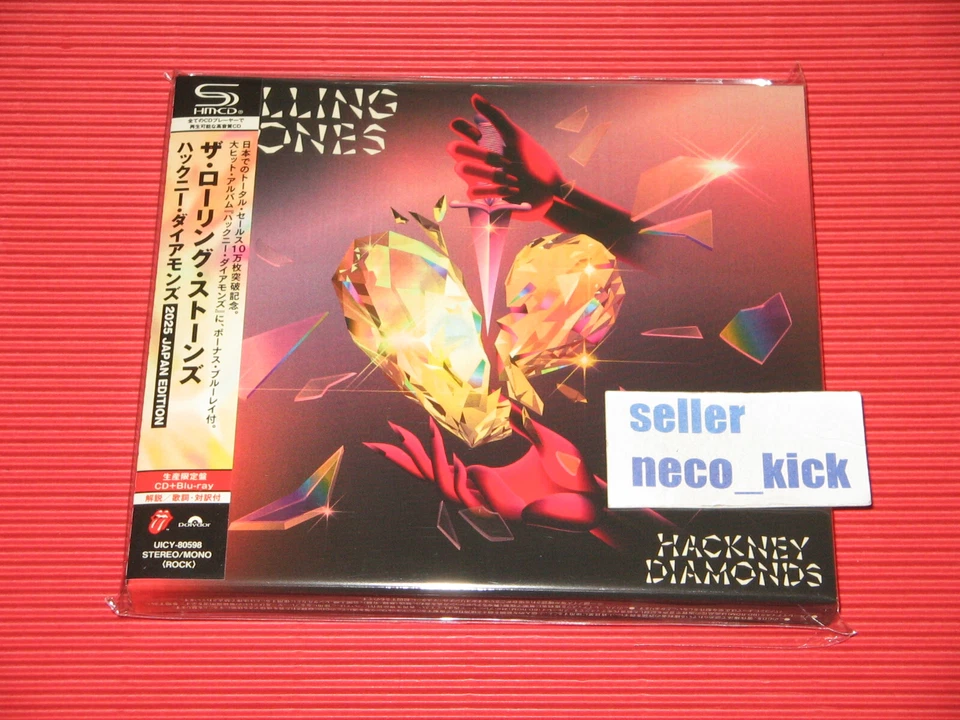 SHM-CD
全てのCDプレーヤーで
再生可能な高音質CD
LLING
ONES
日本でのトータル・セールス10万枚突破記念。
大ヒット・アルバム『ハックニー・ダイアモンズ』に、ボーナス・ブルーレイ付。
ザ・ローリング・ストーンズ
ハックニー・ダイアモンズ 2025 JAPAN EDITION
生産限定盤
CD+Blu-ray
解説/歌詞・対訳付
Polydor
UICY-80598
STEREO/MONO
(ROCK)
seller
neco_kick
HACKNEY
DIAMONDS